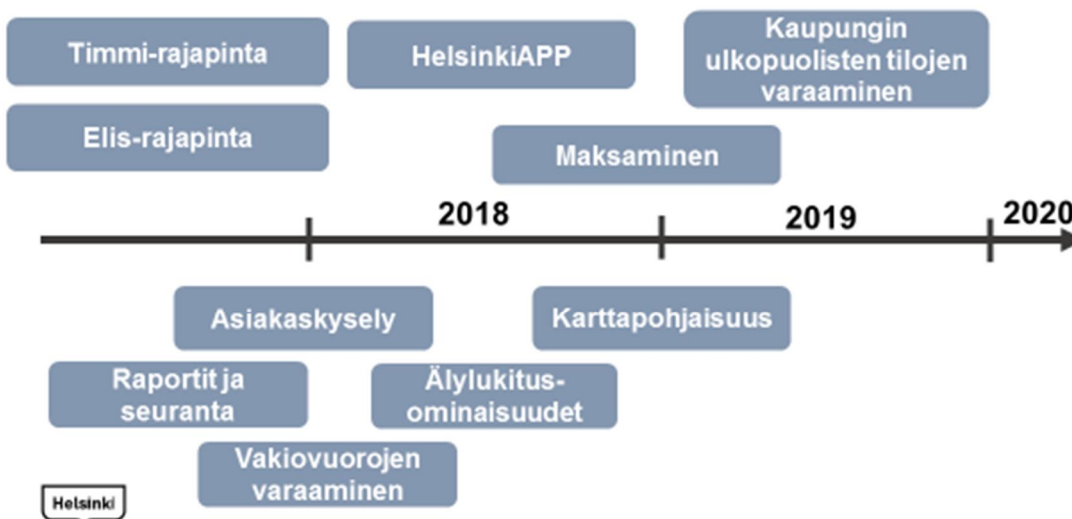 Timmi-rajapinta
HelsinkiAPP
Kaupungin
ulkopuolisten tilojen
varaaminen
Elis-rajapinta
Maksaminen
2018
2019
2020
Asiakaskysely
Karttapohjaisuus
Raportit ja
seuranta
Älylukitus-
ominaisuudet
Vakiovuorojen
varaaminen
Helsinki